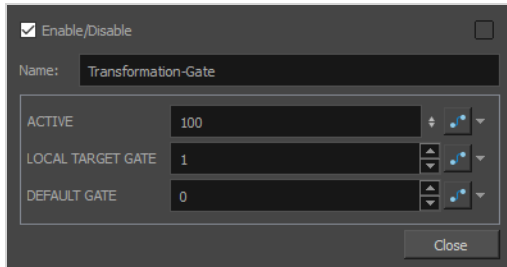 Enable/Disable
Name: Transformation-Gate
ACTIVE 100
LOCAL TARGET GATE 1
DEFAULT GATE 0
Close